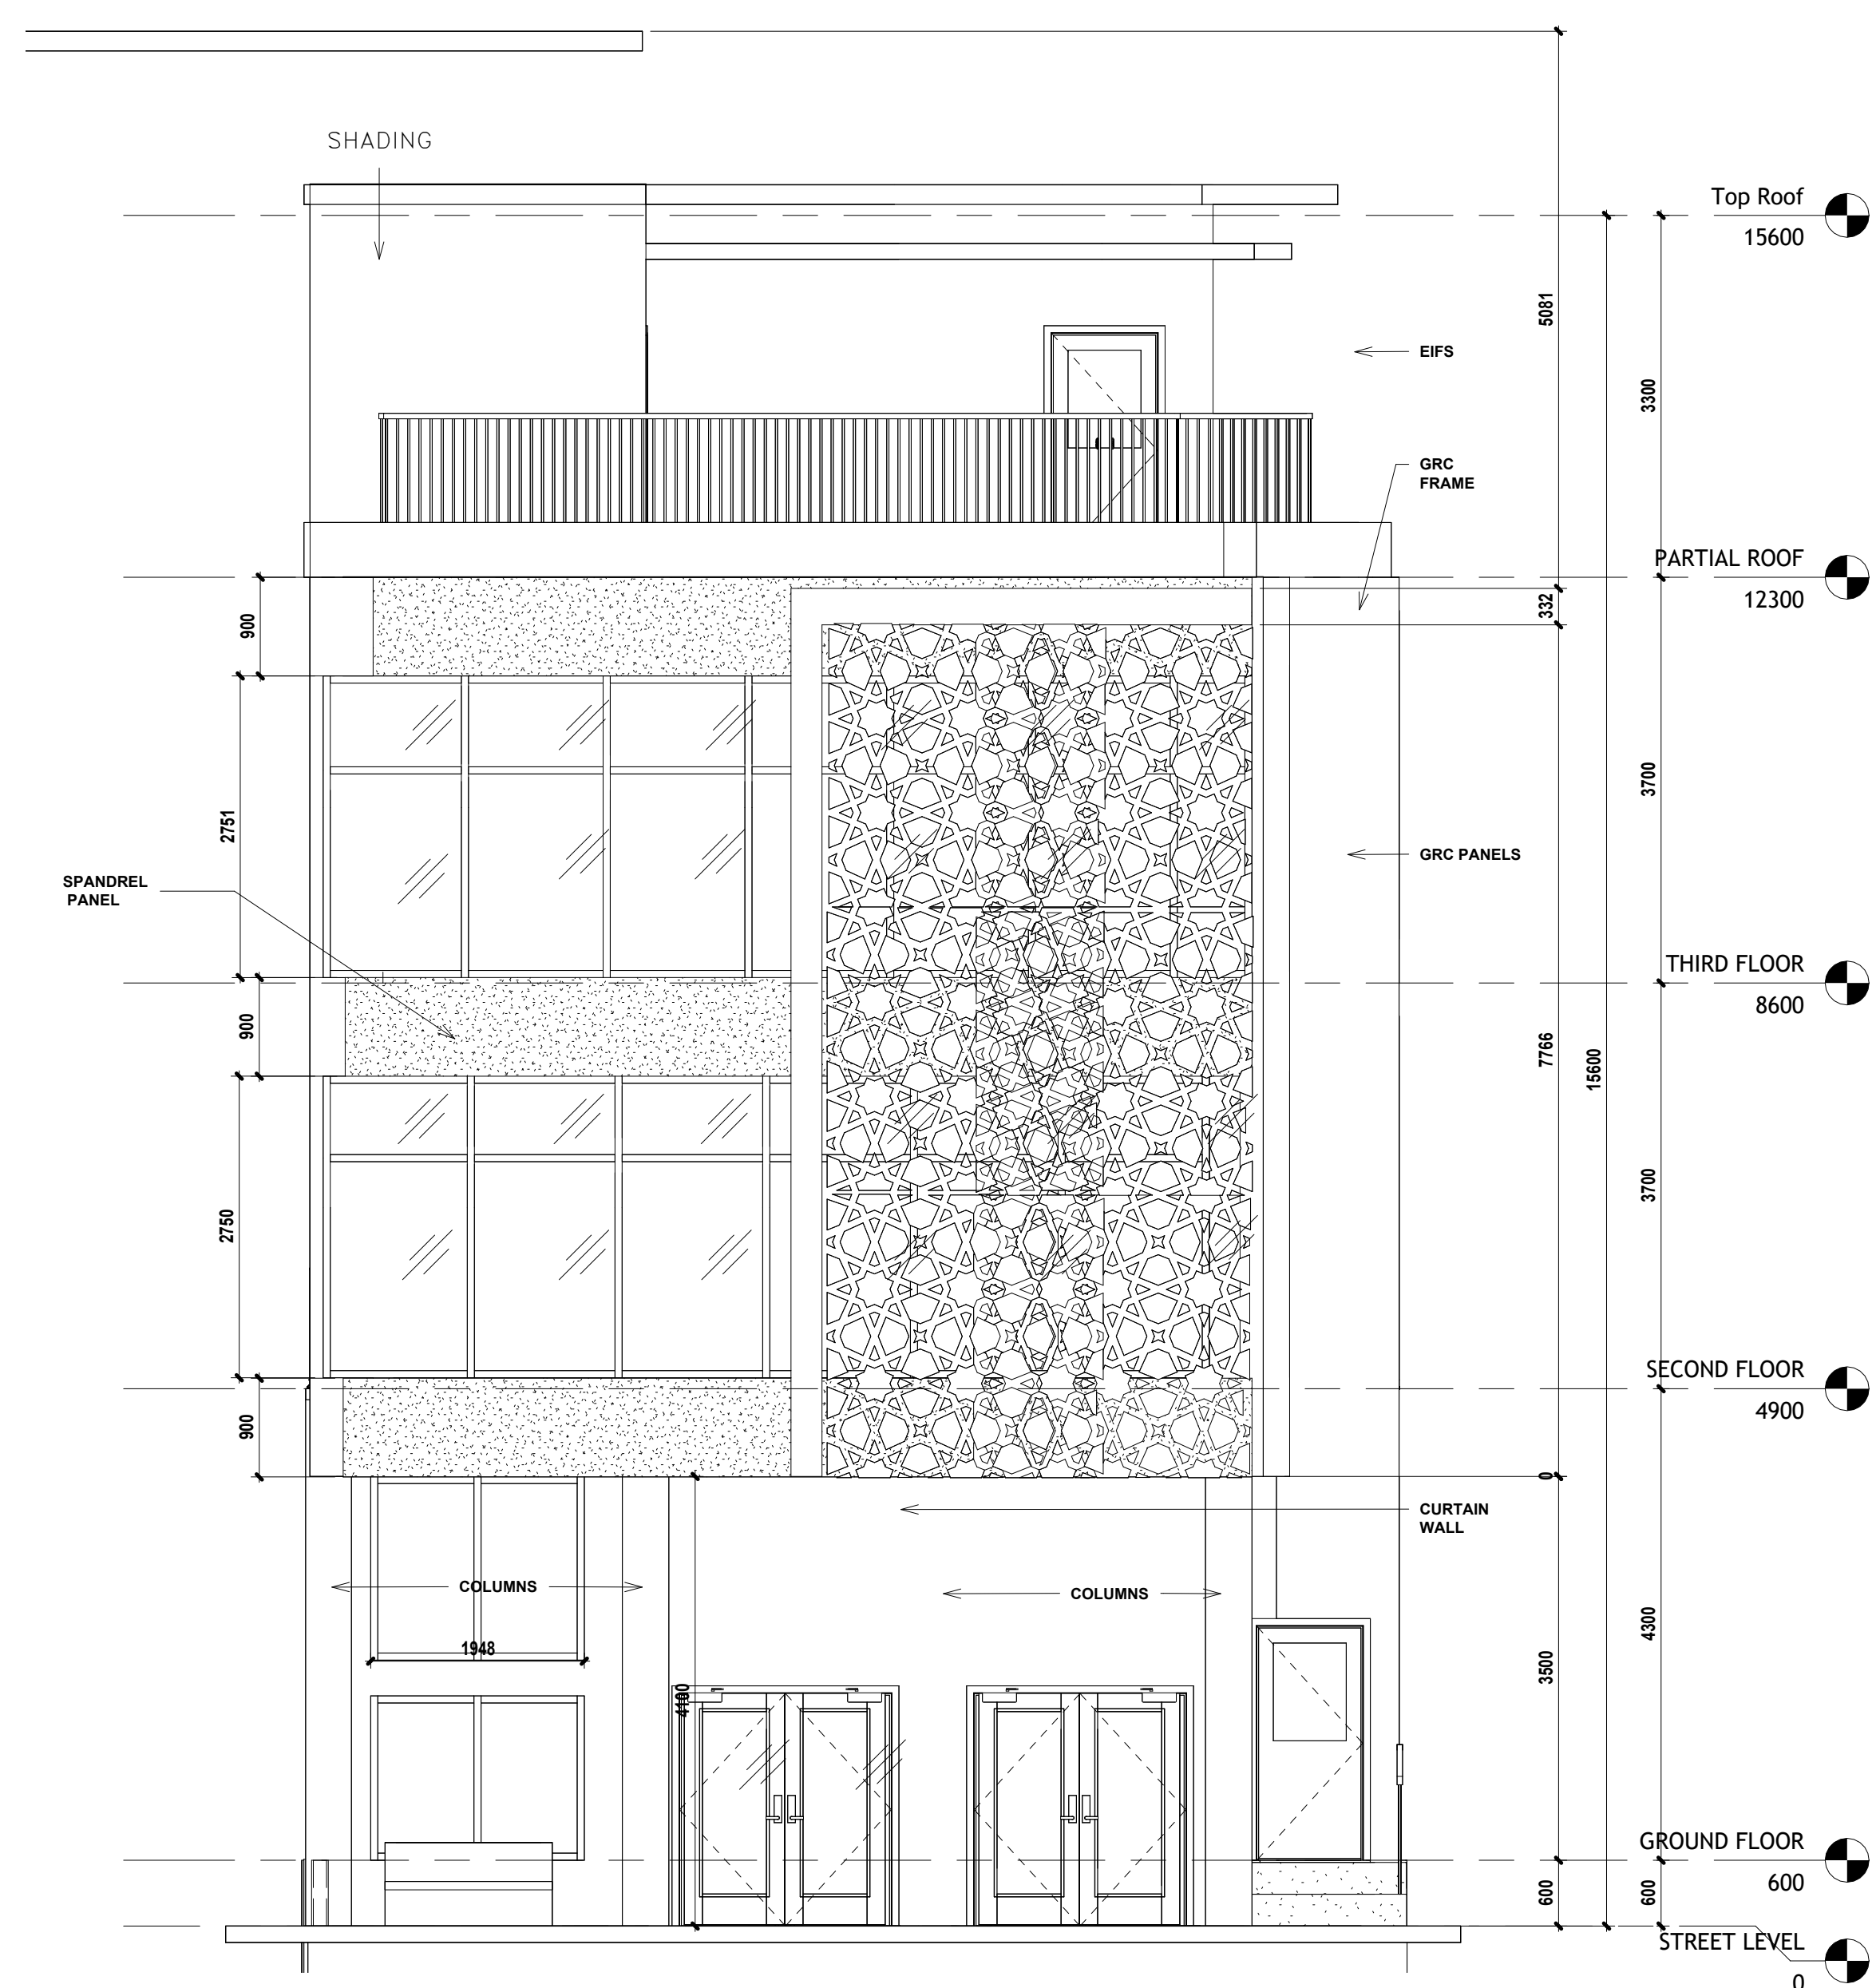 SHADING
Top Roof
15600
5081
EIFS
3300
GRC
FRAME
PARTIAL ROOF
12300
332
900
3700
2751
GRC PANELS
SPANDREL
PANEL
THIRD FLOOR
8600
900
7766
15600
3700
2750
SECOND FLOOR
4900
900
0
CURTAIN
WALL
COLUMNS
COLUMNS
4300
1948
3500
4100
GROUND FLOOR
600
600
600
STREET LEVEL
0